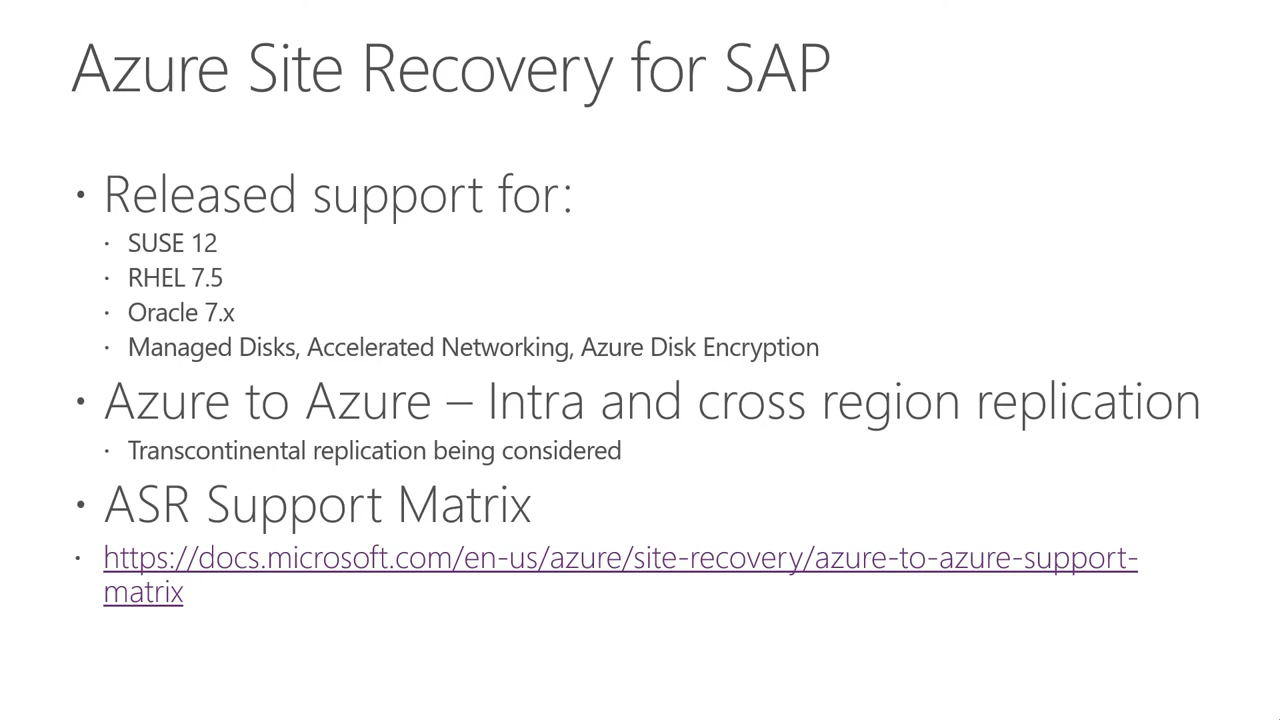 Azure Site Recovery for SAP
• Released support for:
• SUSE 12
• RHEL 7.5
• Oracle 7.x
• Managed Disks, Accelerated Networking, Azure Disk Encryption
• Azure to Azure – Intra and cross region replication
• Transcontinental replication being considered
• ASR Support Matrix
• https://docs.microsoft.com/en-us/azure/site-recovery/azure-to-azure-support-
matrix